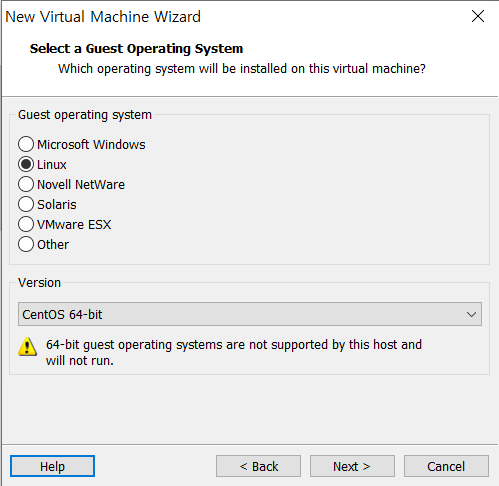 New Virtual Machine Wizard
Select a Guest Operating System
Which operating system will be installed on this virtual machine?
Guest operating system
Microsoft Windows
Linux
Novell NetWare
Solaris
VMware ESX
Other
Version
CentOS 64-bit
64-bit guest operating systems are not supported by this host and
will not run.
Help
< Back
Next >
Cancel